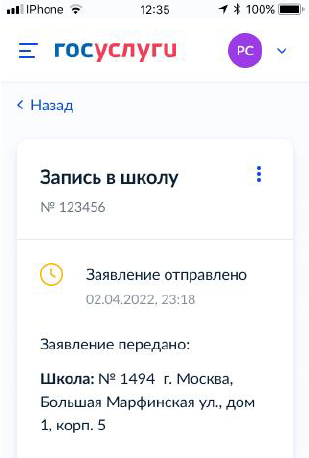 iPhone 12:35 100%
госуслуги РС
Назад
Запись в школу
№ 123456
Заявление отправлено
02.04.2022, 23:18
Заявление передано:
Школа: № 1494 г. Москва,
Большая Марфинская ул., дом
1, корп. 5